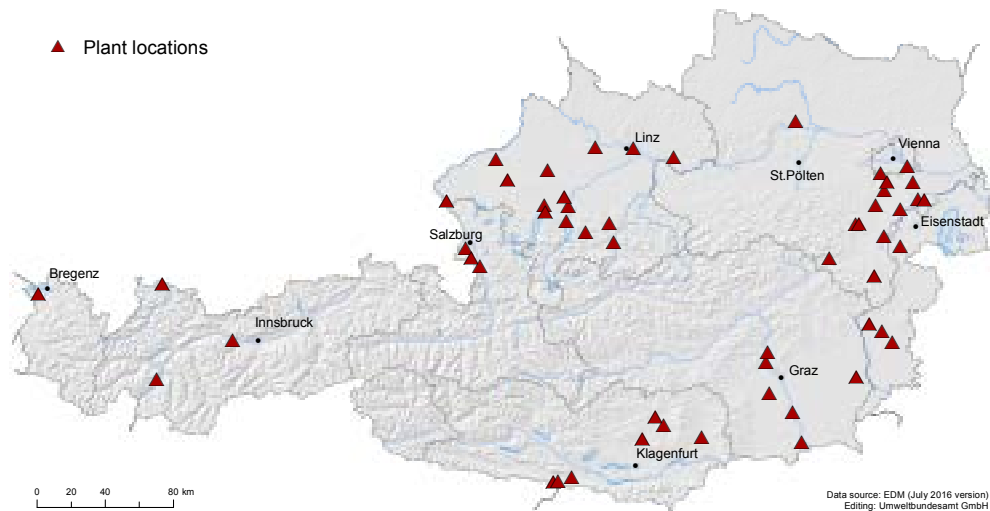 Plant locations
Linz
Vienna
St.Pölten
Eisenstadt
Salzburg
Bregenz
Innsbruck
Graz
Klagenfurt
0 20 40 80 km
Data source: EDM (July 2016 version)
Editing: Umweltbundesamt GmbH